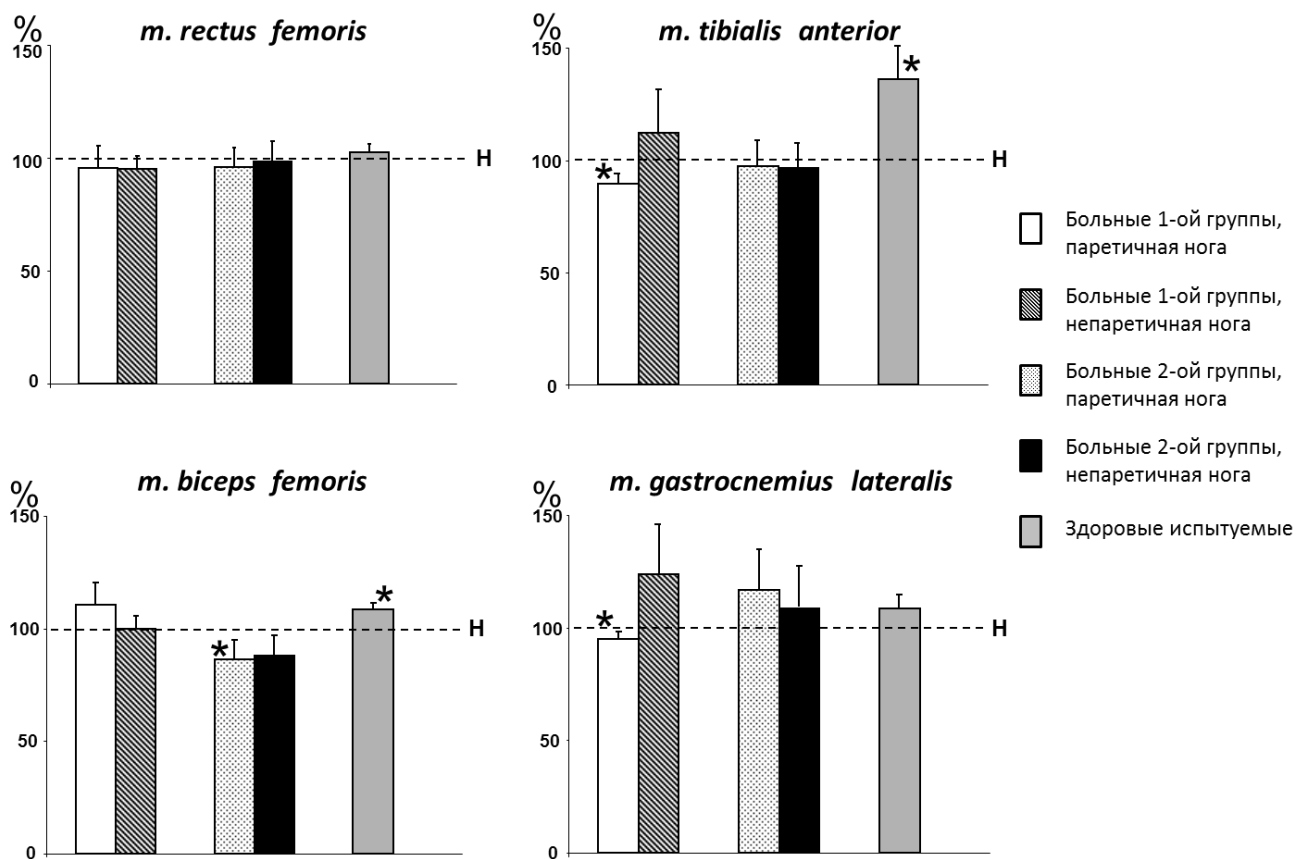 %
m. rectus femoris
150
100
50
0
H
*
%
m. tibialis anterior
150
100
50
0
*
*
H
Больные 1-ой группы,
паретичная нога
Больные 1-ой группы,
непаретичная нога
Больные 2-ой группы,
паретичная нога
Больные 2-ой группы,
непаретичная нога
Здоровые испытуемые
%
m. biceps femoris
150
100
50
0
*
*
H
%
m. gastrocnemius lateralis
150
100
50
0
*
H